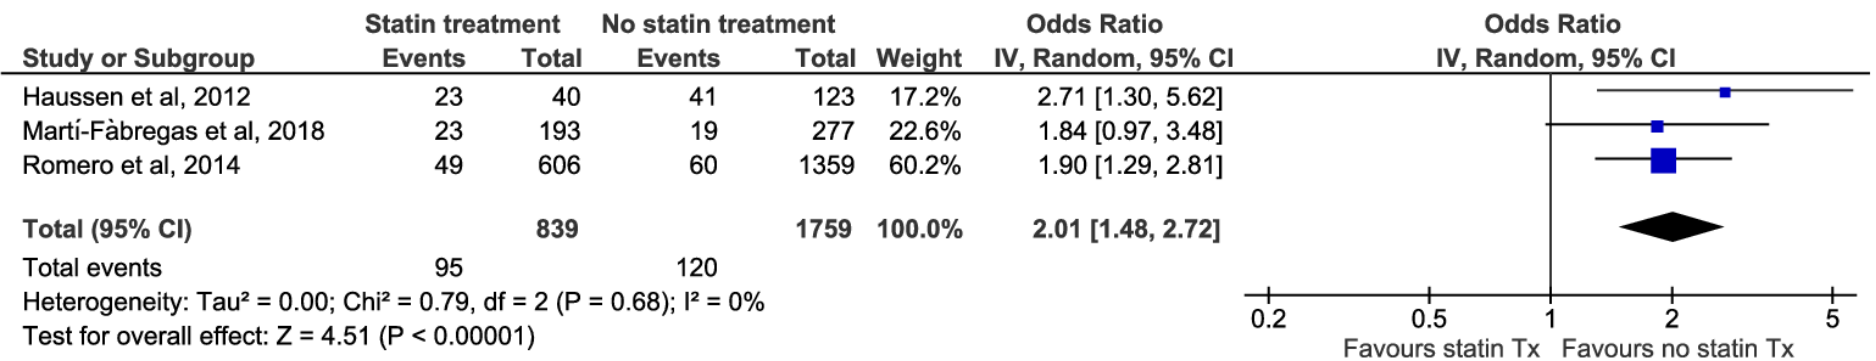 Statin treatment No statin treatment Odds Ratio Odds Ratio
Study or Subgroup Events Total Events Total Weight IV, Random, 95% CI IV, Random, 95% CI
Haussen et al, 2012 23 40 41 123 17.2% 2.71 [1.30, 5.62]
Martí-Fàbregas et al, 2018 23 193 19 277 22.6% 1.84 [0.97, 3.48]
Romero et al, 2014 49 606 60 1359 60.2% 1.90 [1.29, 2.81]
Total (95% CI) 839 1759 100.0% 2.01 [1.48, 2.72]
Total events 95 120
Heterogeneity: Tau² = 0.00; Chi² = 0.79, df = 2 (P = 0.68); I² = 0%
Test for overall effect: Z = 4.51 (P < 0.00001)
0.2 0.5 1 2 5
Favours statin Tx Favours no statin Tx